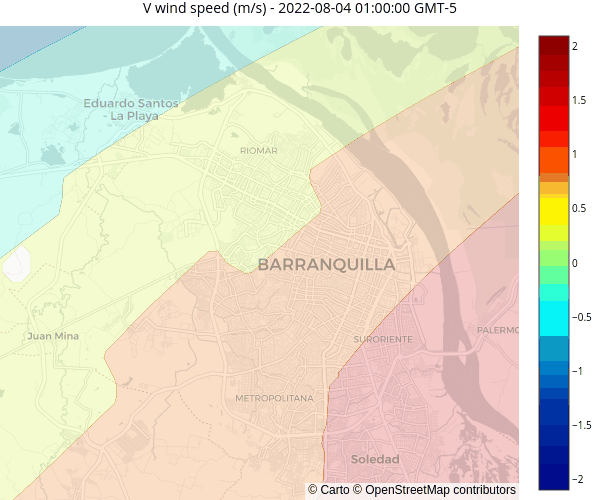 V wind speed (m/s) - 2022-08-04 01:00:00 GMT-5
Eduardo Santos
- La Playa
RIOMAR
BARRANQUILLA
Juan Mina
SURORIENTE
PALERMO
METROPOLITANA
Soledad
© Carto © OpenStreetMap contributors
2
1.5
1
0.5
0
−0.5
−1
−1.5
−2